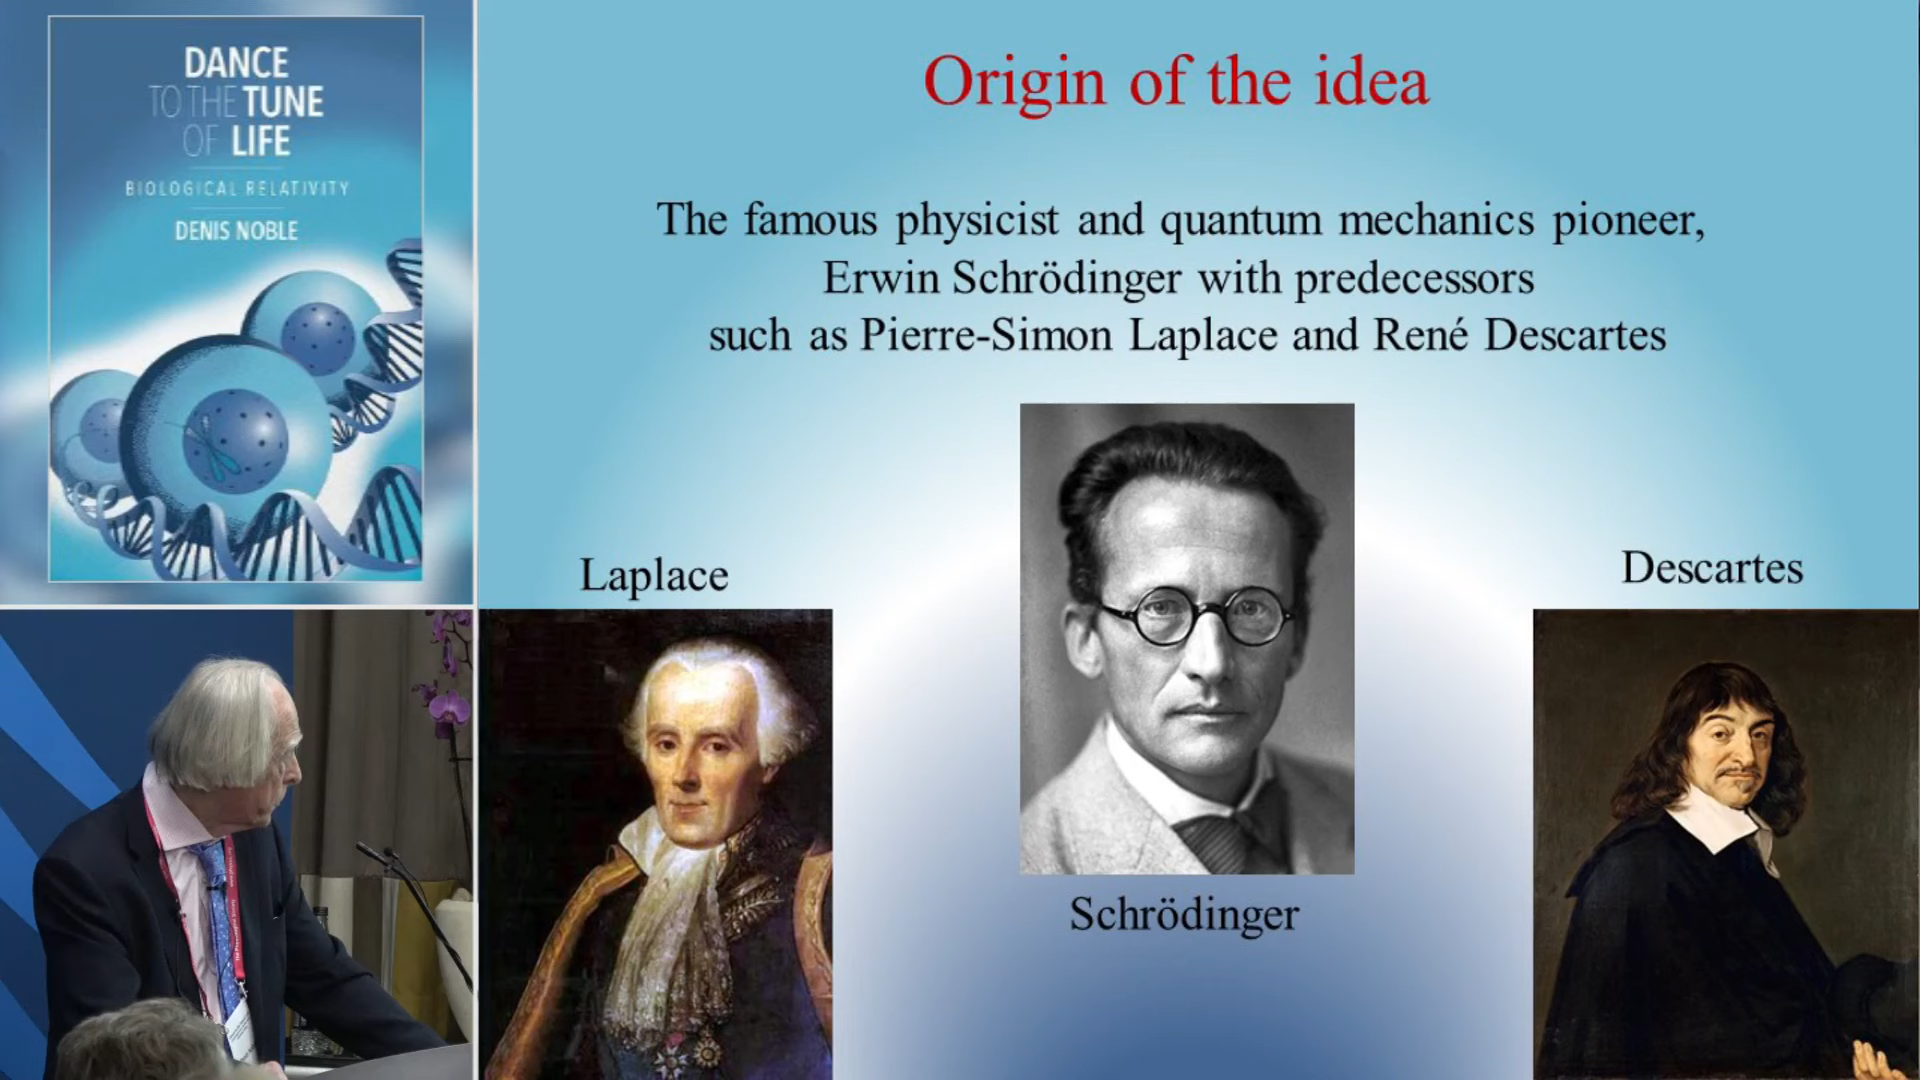 DANCE
TO THE TUNE
OF LIFE
BIOLOGICAL RELATIVITY
DENIS NOBLE
Origin of the idea
The famous physicist and quantum mechanics pioneer,
Erwin Schrödinger with predecessors
such as Pierre-Simon Laplace and René Descartes
Laplace
Descartes
Schrödinger